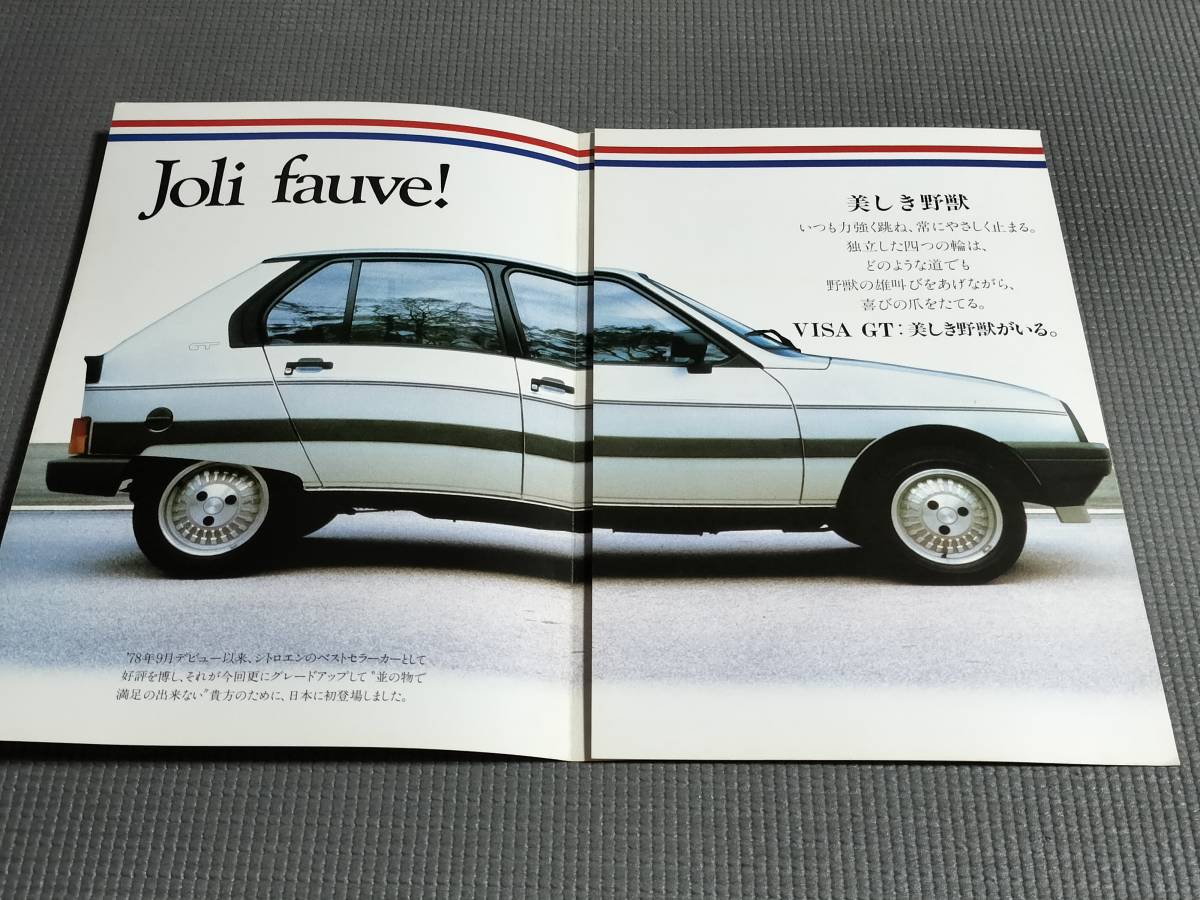 Joli fauve!
美しき野獣
いつも力強く跳ね、常にやさしく止まる。
独立した四つの輪は、
どのような道でも
野獣の雄叫びをあげながら、
喜びの爪をたてる。
VISA GT：美しき野獣がいる。
GT
'78年9月デビュー以来、シトロエンのベストセラーカーとして
好評を博し、それが今回更にグレードアップして“並の物で
満足の出来ない”貴方のために、日本に初登場しました。